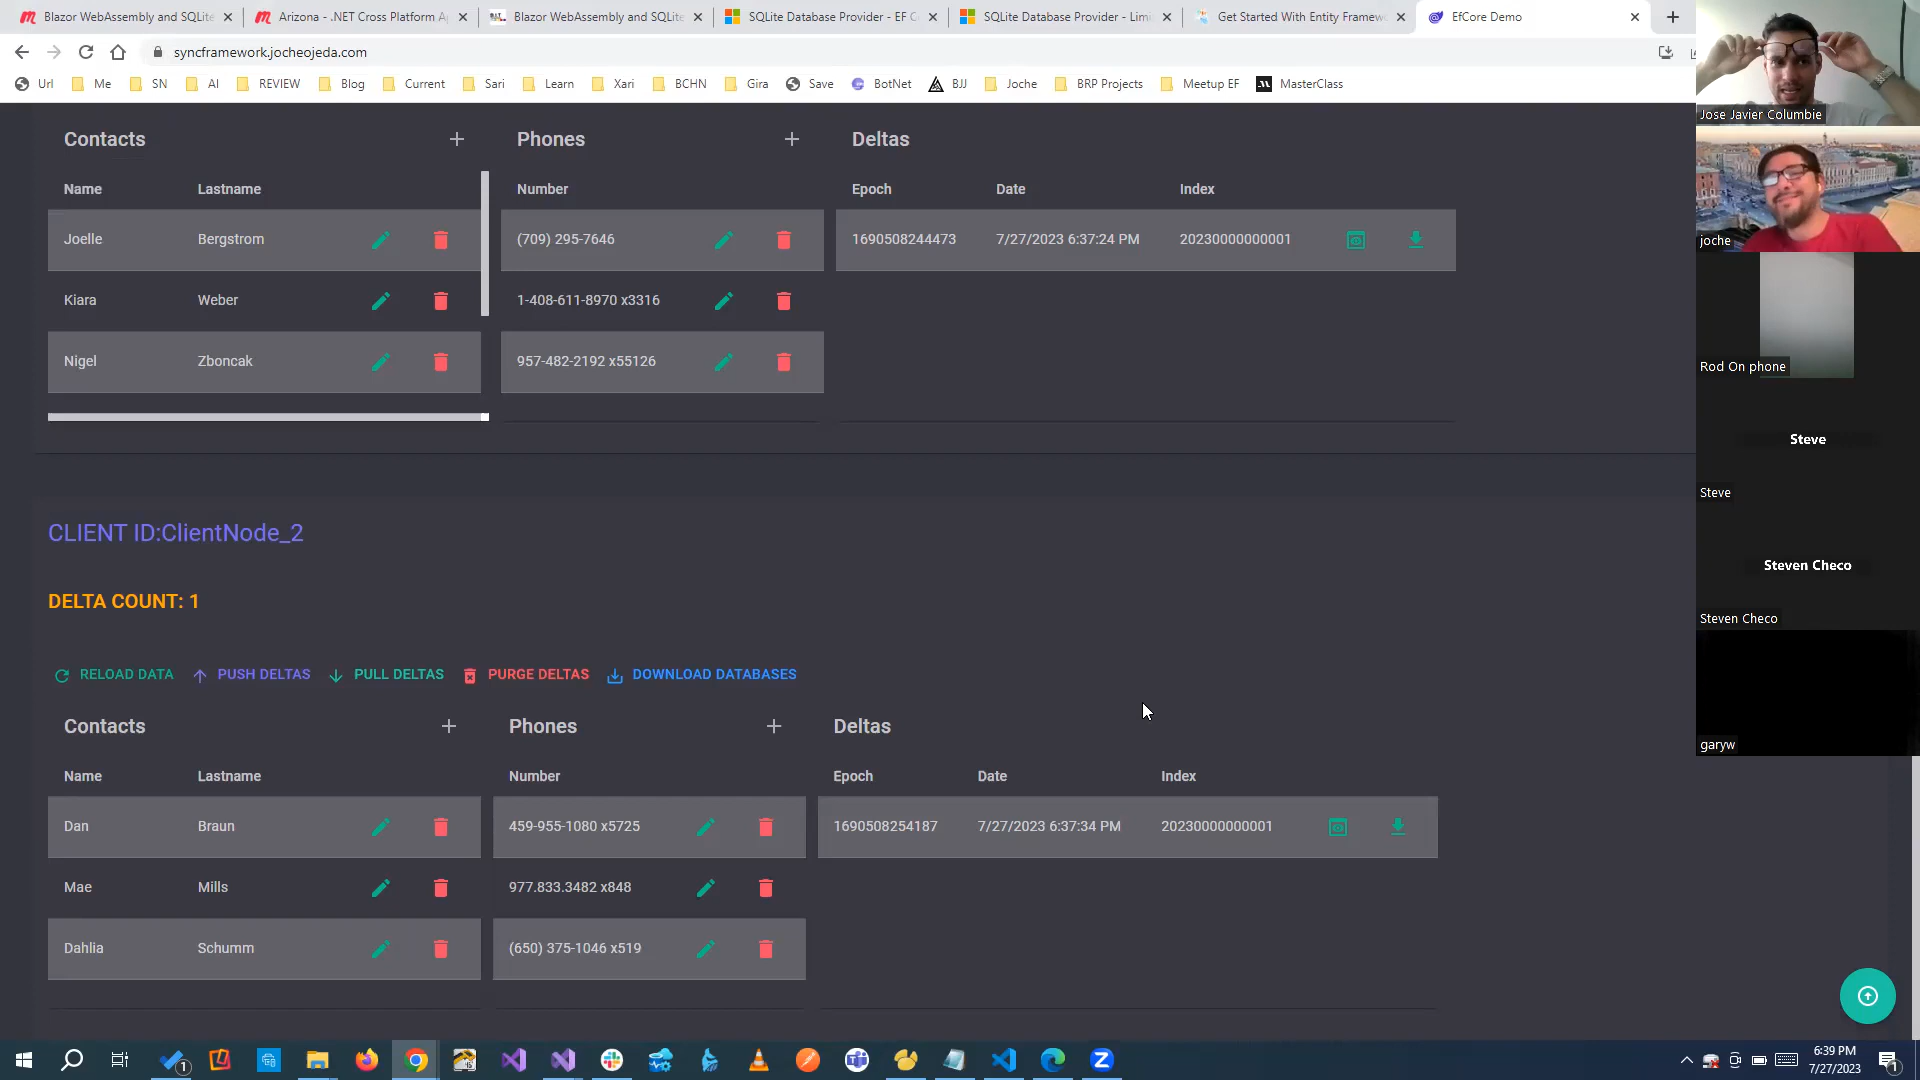 Blazor WebAssembly and SQLite
Arizona - .NET Cross Platform A
Blazor WebAssembly and SQLite
SQLite Database Provider - EF C
SQLite Database Provider - Limi
Get Started With Entity Framew
EfCore Demo
syncframework.jocheojeda.com
Url Me SN AI REVIEW Blog Current Sari Learn Xari BCHN Gira Save BotNet BJJ Joche BRP Projects Meetup EF MasterClass
Contacts Phones Deltas
Name Lastname Number Epoch Date Index
Joelle Bergstrom (709) 295-7646 1690508244473 7/27/2023 6:37:24 PM 20230000000001
Kiara Weber 1-408-611-8970 x3316
Nigel Zboncak 957-482-2192 x55126
CLIENT ID:ClientNode_2
DELTA COUNT: 1
RELOAD DATA PUSH DELTAS PULL DELTAS PURGE DELTAS DOWNLOAD DATABASES
Contacts Phones Deltas
Name Lastname Number Epoch Date Index
Dan Braun 459-955-1080 x5725 1690508254187 7/27/2023 6:37:34 PM 20230000000001
Mae Mills 977.833.3482 x848
Dahlia Schumm (650) 375-1046 x519
Jose Javier Columbie
joche
Rod On phone
Steve
Steve
Steven Checo
Steven Checo
garyw
1
6:39 PM
7/27/2023
1